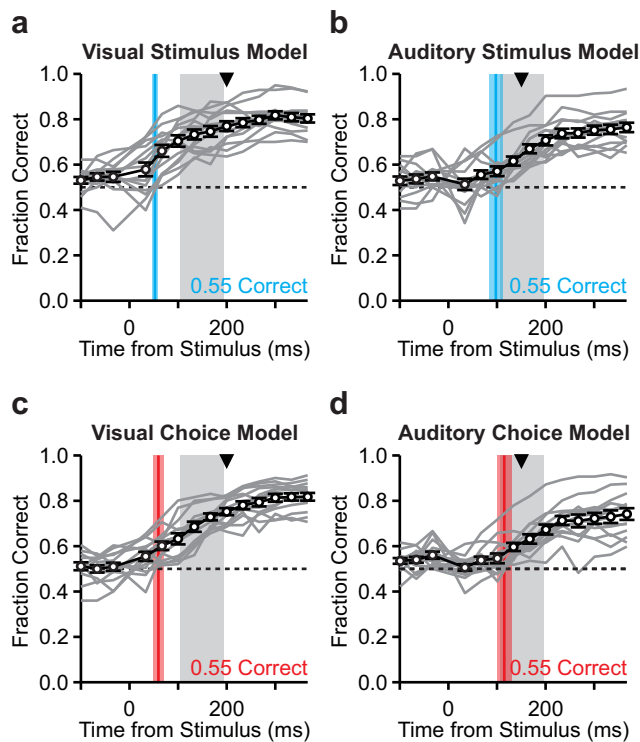 a
Visual Stimulus Model
1.0
0.8
0.6
0.4
0.2
0.0
Fraction Correct
0.55 Correct
0
200
Time from Stimulus (ms)
b
Auditory Stimulus Model
1.0
0.8
0.6
0.4
0.2
0.0
Fraction Correct
0.55 Correct
0
200
Time from Stimulus (ms)
c
Visual Choice Model
1.0
0.8
0.6
0.4
0.2
0.0
Fraction Correct
0.55 Correct
0
200
Time from Stimulus (ms)
d
Auditory Choice Model
1.0
0.8
0.6
0.4
0.2
0.0
Fraction Correct
0.55 Correct
0
200
Time from Stimulus (ms)